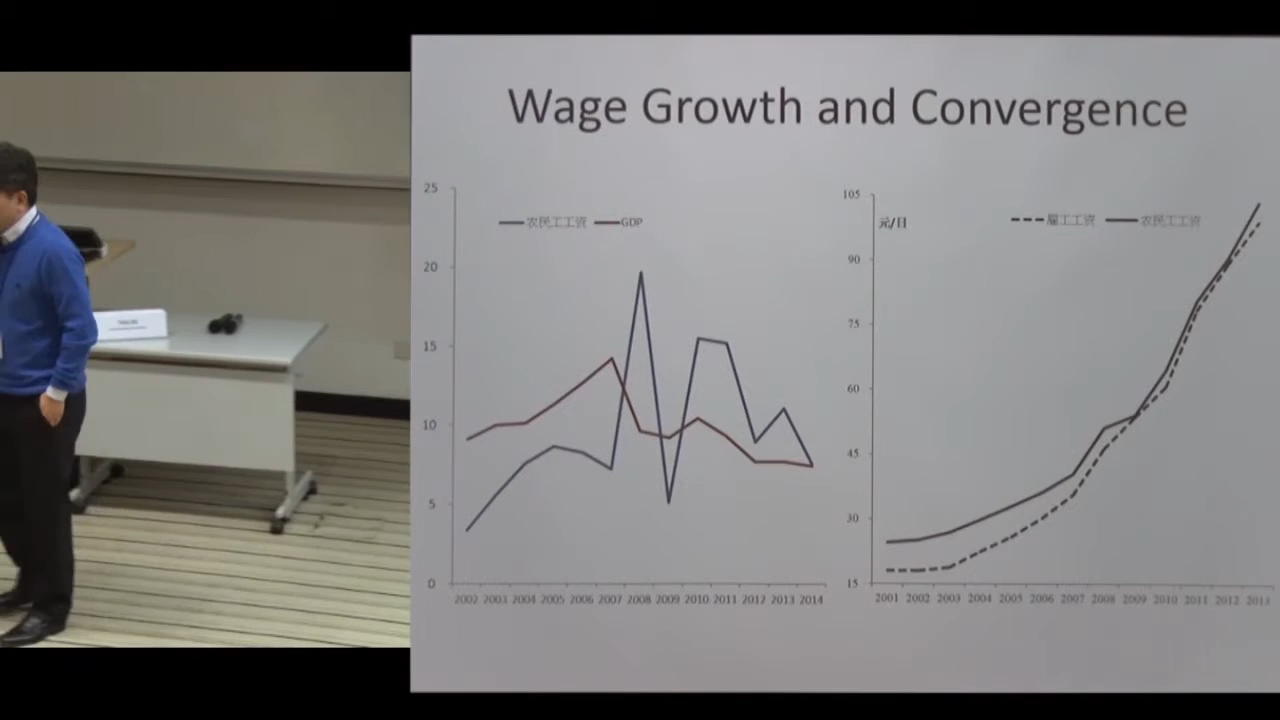 Wage Growth and Convergence
25
20
15
10
5
0
农民工工资 GDP
2002 2003 2004 2005 2006 2007 2008 2009 2010 2011 2012 2013 2014
105
90
75
60
45
30
15
元/日
雇工工资 农民工工资
2001 2002 2003 2004 2005 2006 2007 2008 2009 2010 2011 2012 2013